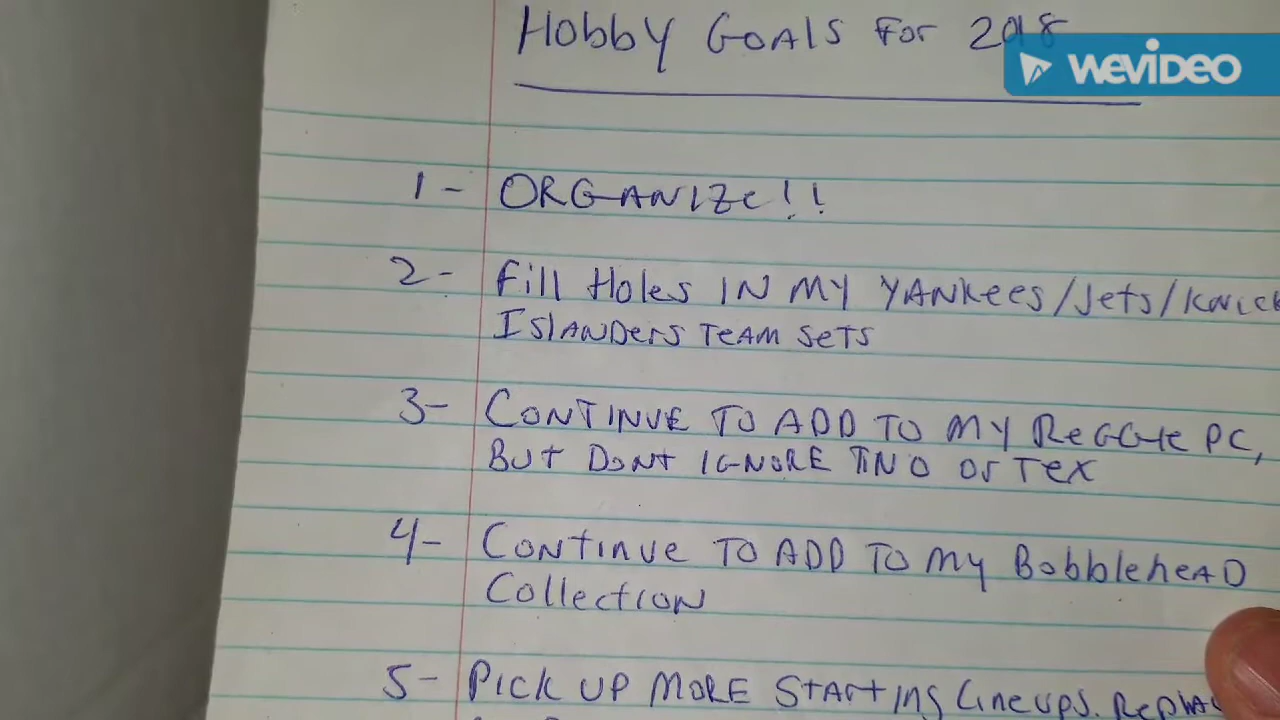 HOBBY GOALS FOR 2018
WEVIDEO
1- ORGANIZE!!
2- Fill Holes IN MY YANKEES/Jets/Knick
ISLANDERS TEAM SETS
3- CONTINUE TO ADD TO MY REGGIE PC,
BUT DONT IGNORE TINO OR TEX
4- CONTINUE TO ADD TO MY BobbleHEAD
Collection
5- PICK UP MORE Starting Lineups.